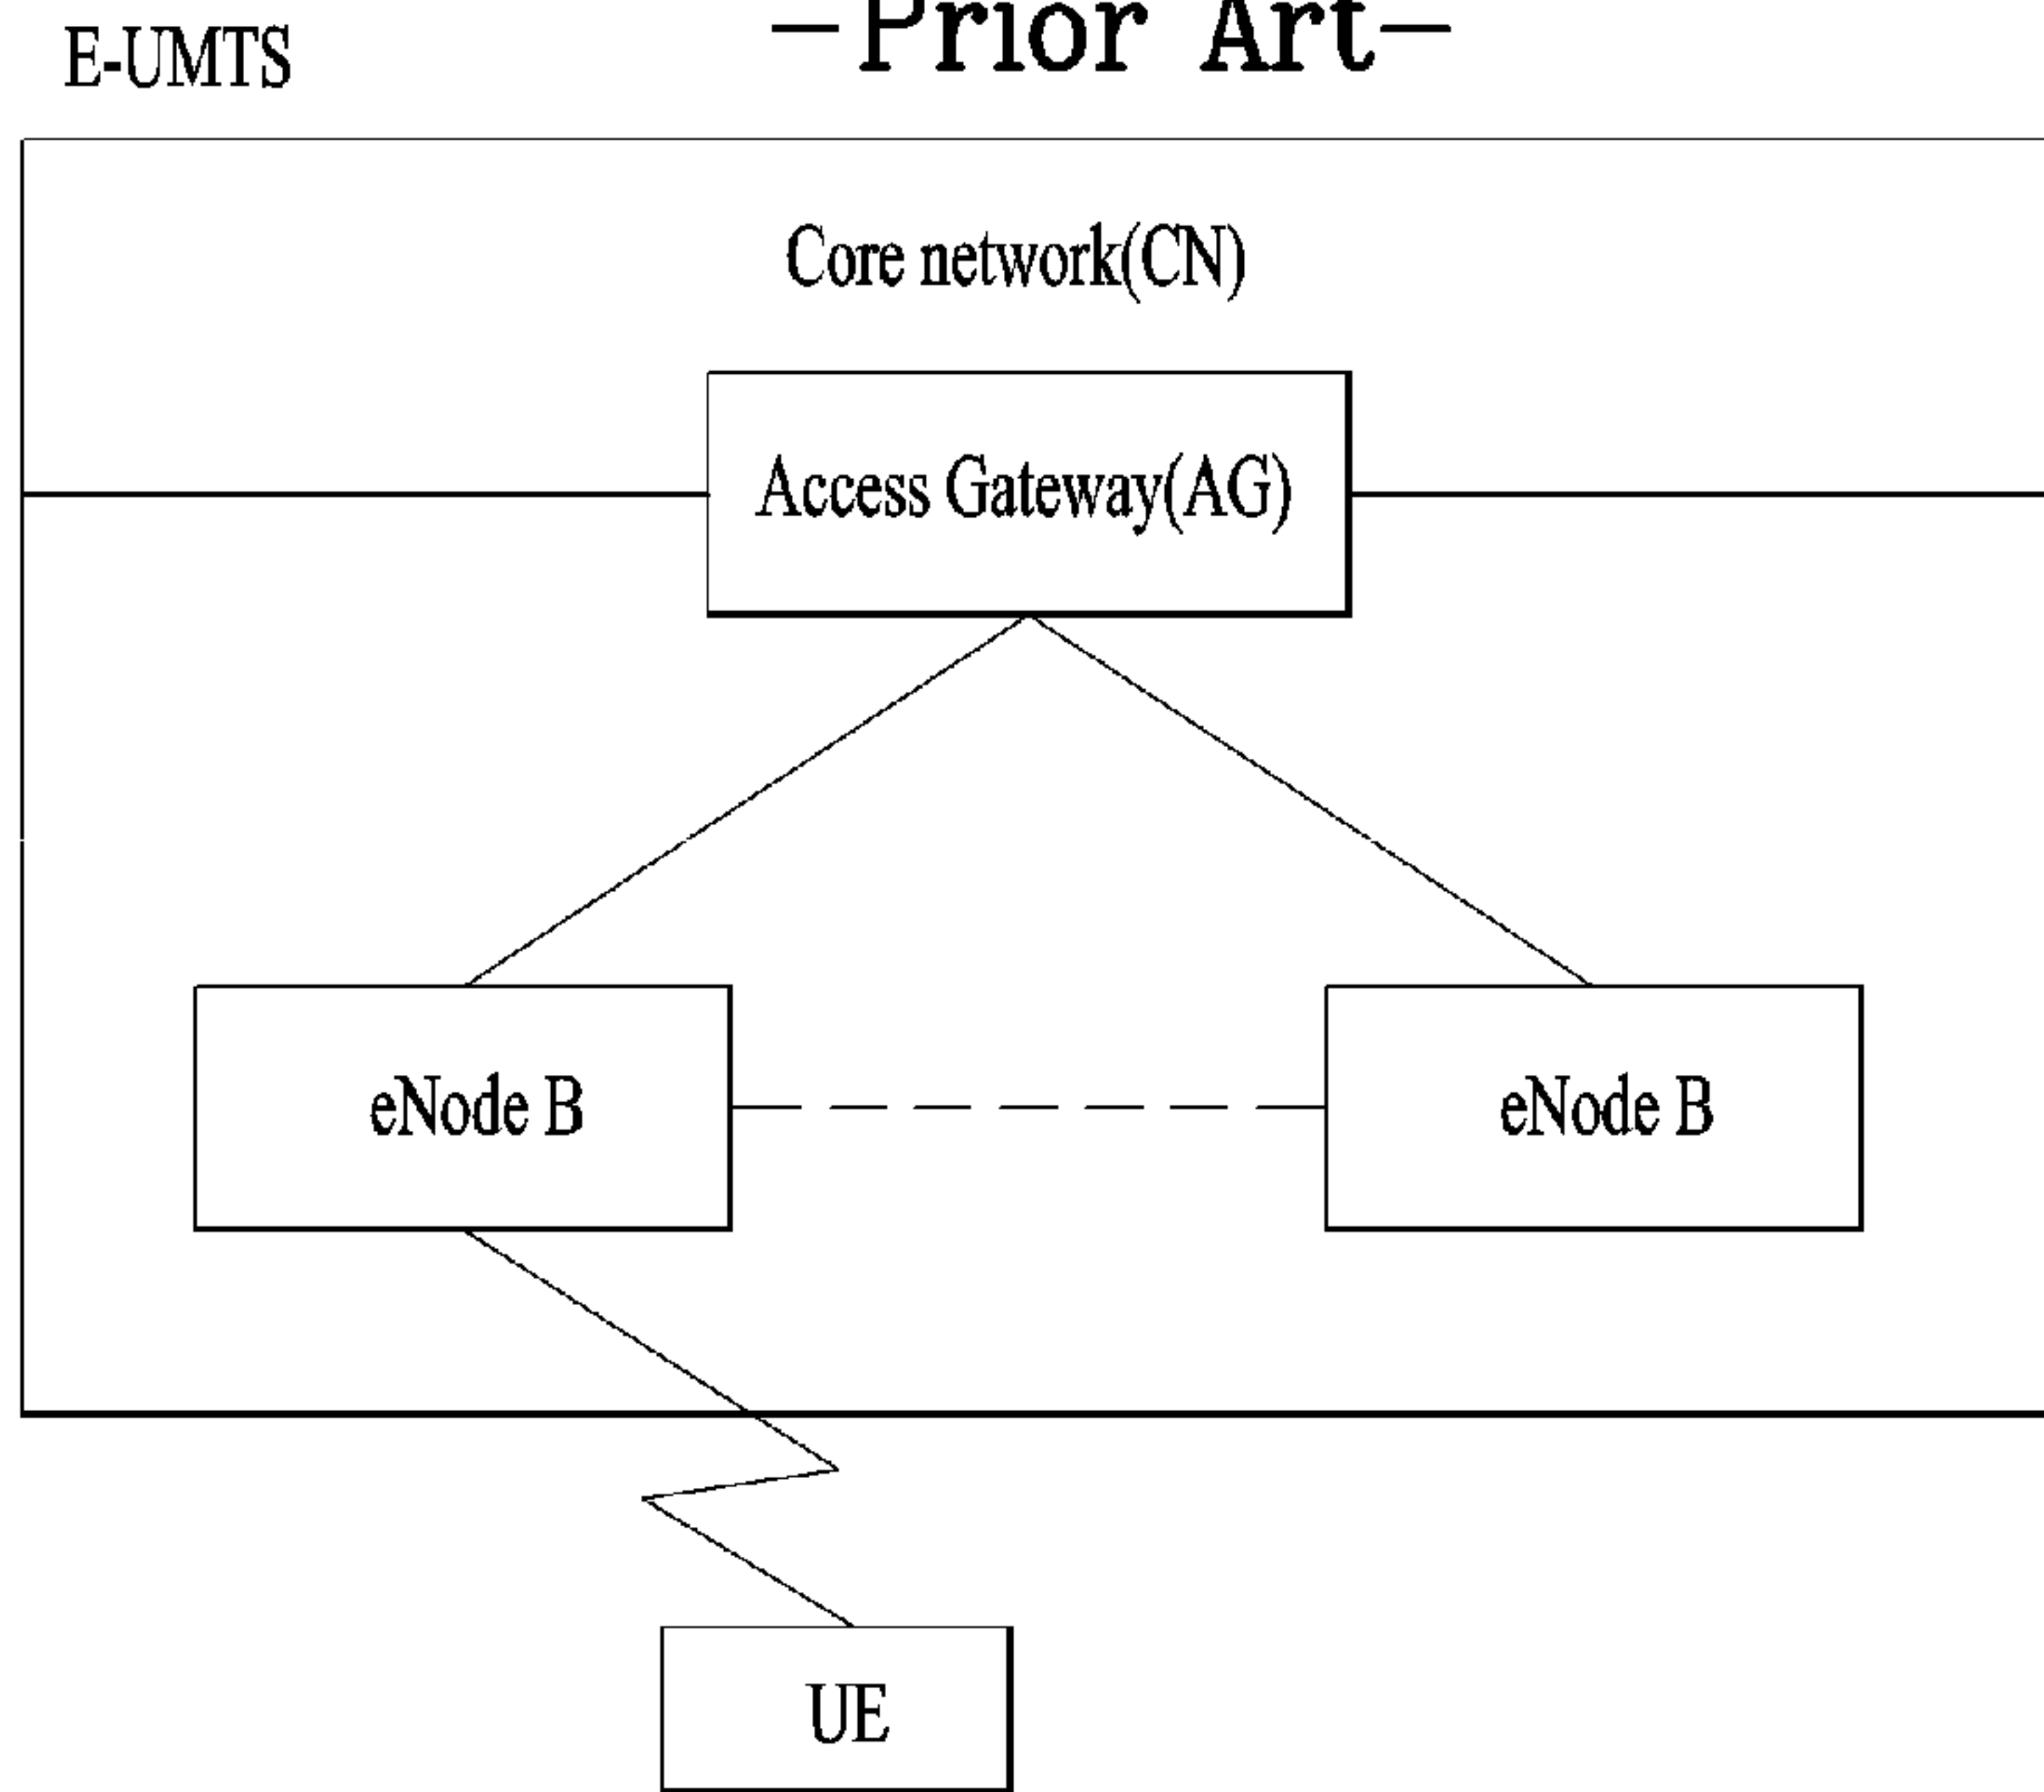 -Prior Art-
E-UMTS
Core network(CN)
Access Gateway(AG)
eNode B
eNode B
UE